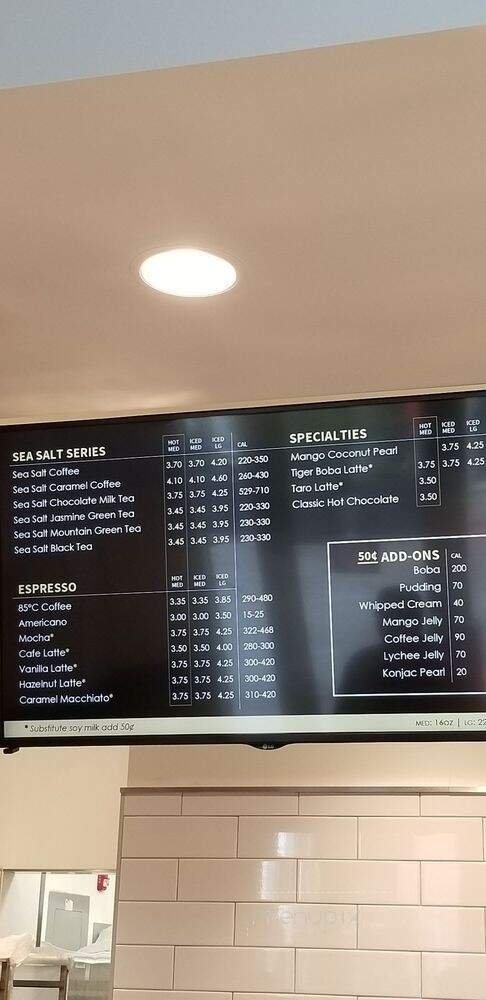 SEA SALT SERIES HOT MED ICED MED ICED LG CAL
Sea Salt Coffee 3.70 3.70 4.20 220-350
Sea Salt Caramel Coffee 4.10 4.10 4.60 260-430
Sea Salt Chocolate Milk Tea 3.75 3.75 4.25 529-710
Sea Salt Jasmine Green Tea 3.45 3.45 3.95 220-330
Sea Salt Mountain Green Tea 3.45 3.45 3.95 230-330
Sea Salt Black Tea 3.45 3.45 3.95 230-330
ESPRESSO HOT MED ICED MED ICED LG
85°C Coffee 3.35 3.35 3.85 290-480
Americano 3.00 3.00 3.50 15-25
Mocha* 3.75 3.75 4.25 322-468
Cafe Latte* 3.50 3.50 4.00 280-300
Vanilla Latte* 3.75 3.75 4.25 300-420
Hazelnut Latte* 3.75 3.75 4.25 300-420
Caramel Macchiato* 3.75 3.75 4.25 310-420
SPECIALTIES HOT MED ICED MED ICED LG
Mango Coconut Pearl 3.75 4.25
Tiger Boba Latte* 3.75 3.75 4.25
Taro Latte* 3.50
Classic Hot Chocolate 3.50
50¢ ADD-ONS CAL
Boba 200
Pudding 70
Whipped Cream 40
Mango Jelly 70
Coffee Jelly 90
Lychee Jelly 70
Konjac Pearl 20
* Substitute soy milk add 50¢
MED: 16OZ | LG: 22
LG
menupix